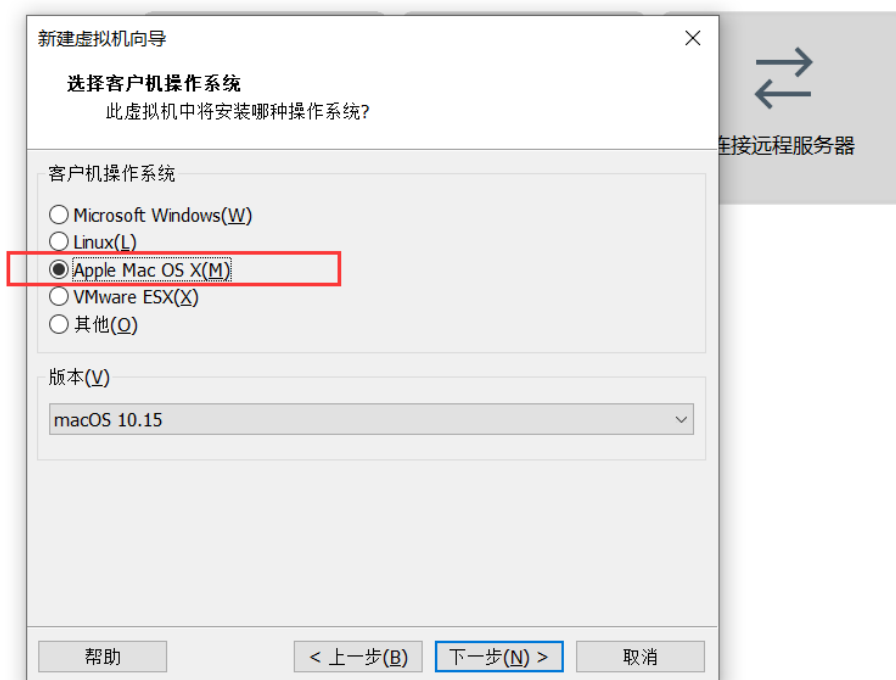 新建虚拟机向导
选择客户机操作系统
此虚拟机中将安装哪种操作系统?
连接远程服务器
客户机操作系统
Microsoft Windows(W)
Linux(L)
Apple Mac OS X(M)
VMware ESX(X)
其他(O)
版本(V)
macOS 10.15
帮助
< 上一步(B)
下一步(N) >
取消